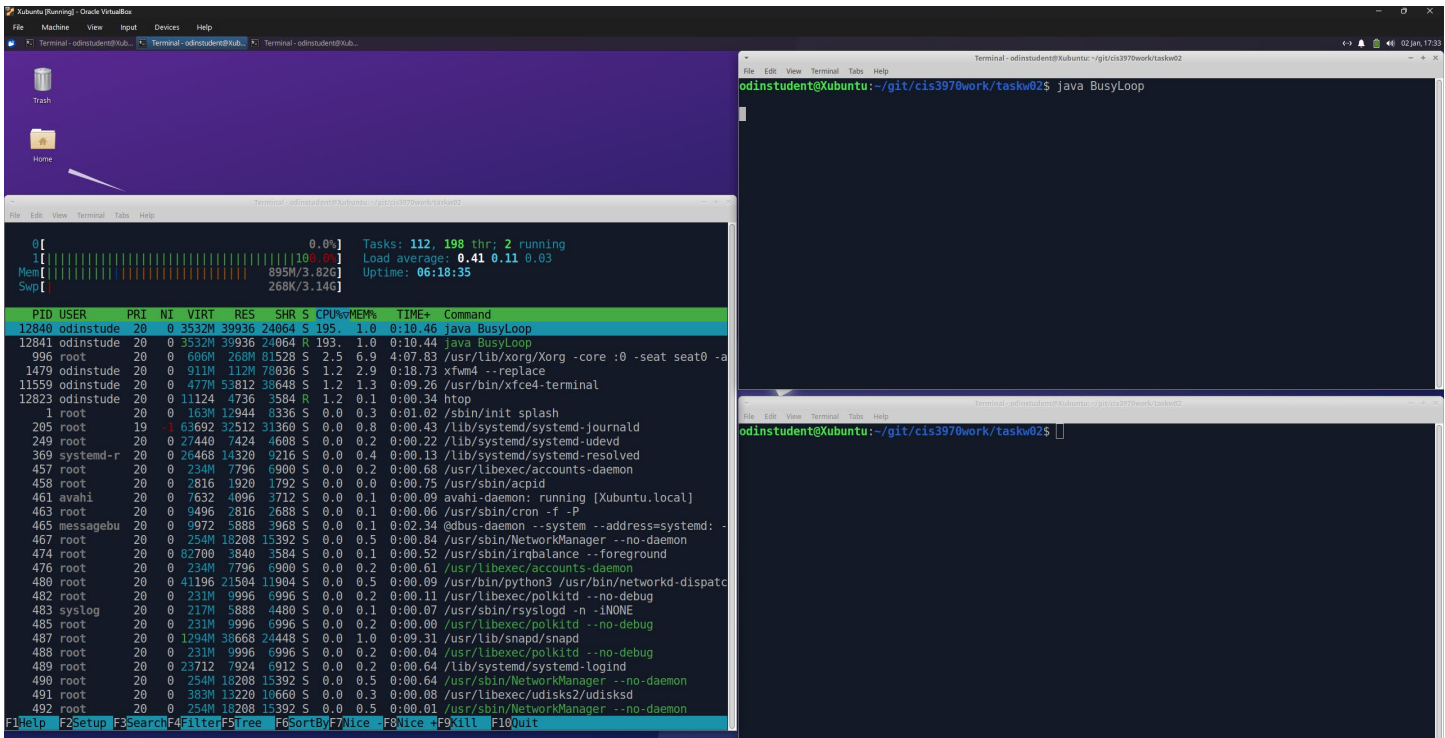 Xubuntu [Running] - Oracle VirtualBox
File Machine View Input Devices Help
Terminal - odinstudent@Xub... Terminal - odinstudent@Xub... Terminal - odinstudent@Xub...
02 Jan, 17:33
Trash
Home
Terminal - odinstudent@Xubuntu: ~/git/cis3970work/taskw02
File Edit View Terminal Tabs Help
0[ 0.0%] Tasks: 112, 198 thr; 2 running
1[||||||||||||||||||||||||||||||100.0%] Load average: 0.41 0.11 0.03
Mem[||||||||||||||||||||||||| 895M/3.82G] Uptime: 06:18:35
Swp[| 268K/3.14G]
PID USER PRI NI VIRT RES SHR S CPU%▽MEM% TIME+ Command
12840 odinstude 20 0 3532M 39936 24064 S 195. 1.0 0:10.46 java BusyLoop
12841 odinstude 20 0 3532M 39936 24064 R 193. 1.0 0:10.44 java BusyLoop
996 root 20 0 606M 268M 81528 S 2.5 6.9 4:07.83 /usr/lib/xorg/Xorg -core :0 -seat seat0 -a
1479 odinstude 20 0 911M 112M 78036 S 1.2 2.9 0:18.73 xfwm4 --replace
11559 odinstude 20 0 477M 53812 38648 S 1.2 1.3 0:09.26 /usr/bin/xfce4-terminal
12823 odinstude 20 0 11124 4736 3584 R 1.2 0.1 0:00.34 htop
1 root 20 0 163M 12944 8336 S 0.0 0.3 0:01.02 /sbin/init splash
205 root 19 -1 63692 32512 31360 S 0.0 0.8 0:00.43 /lib/systemd/systemd-journald
249 root 20 0 27440 7424 4608 S 0.0 0.2 0:00.22 /lib/systemd/systemd-udevd
369 systemd-r 20 0 26468 14320 9216 S 0.0 0.4 0:00.13 /lib/systemd/systemd-resolved
457 root 20 0 234M 7796 6900 S 0.0 0.2 0:00.68 /usr/libexec/accounts-daemon
458 root 20 0 2816 1920 1792 S 0.0 0.0 0:00.75 /usr/sbin/acpid
461 avahi 20 0 7632 4096 3712 S 0.0 0.1 0:00.09 avahi-daemon: running [Xubuntu.local]
463 root 20 0 9496 2816 2688 S 0.0 0.1 0:00.06 /usr/sbin/cron -f -P
465 messagebu 20 0 9972 5888 3968 S 0.0 0.1 0:02.34 @dbus-daemon --system --address=systemd: -
467 root 20 0 254M 18208 15392 S 0.0 0.5 0:00.84 /usr/sbin/NetworkManager --no-daemon
474 root 20 0 82700 3840 3584 S 0.0 0.1 0:00.52 /usr/sbin/irqbalance --foreground
476 root 20 0 234M 7796 6900 S 0.0 0.2 0:00.61 /usr/libexec/accounts-daemon
480 root 20 0 41196 21504 11904 S 0.0 0.5 0:00.09 /usr/bin/python3 /usr/bin/networkd-dispatc
482 root 20 0 231M 9996 6996 S 0.0 0.2 0:00.11 /usr/libexec/polkitd --no-debug
483 syslog 20 0 217M 5888 4480 S 0.0 0.1 0:00.07 /usr/sbin/rsyslogd -n -iNONE
485 root 20 0 231M 9996 6996 S 0.0 0.2 0:00.00 /usr/libexec/polkitd --no-debug
487 root 20 0 1294M 38668 24448 S 0.0 1.0 0:09.31 /usr/lib/snapd/snapd
488 root 20 0 231M 9996 6996 S 0.0 0.2 0:00.04 /usr/libexec/polkitd --no-debug
489 root 20 0 23712 7924 6912 S 0.0 0.2 0:00.64 /lib/systemd/systemd-logind
490 root 20 0 254M 18208 15392 S 0.0 0.5 0:00.64 /usr/sbin/NetworkManager --no-daemon
491 root 20 0 383M 13220 10660 S 0.0 0.3 0:00.08 /usr/libexec/udisks2/udisksd
492 root 20 0 254M 18208 15392 S 0.0 0.5 0:00.01 /usr/sbin/NetworkManager --no-daemon
F1Help F2Setup F3SearchF4FilterF5Tree F6SortByF7Nice -F8Nice +F9Kill F10Quit
Terminal - odinstudent@Xubuntu: ~/git/cis3970work/taskw02
File Edit View Terminal Tabs Help
odinstudent@Xubuntu:~/git/cis3970work/taskw02$ java BusyLoop
Terminal - odinstudent@Xubuntu: ~/git/cis3970work/taskw02
File Edit View Terminal Tabs Help
odinstudent@Xubuntu:~/git/cis3970work/taskw02$